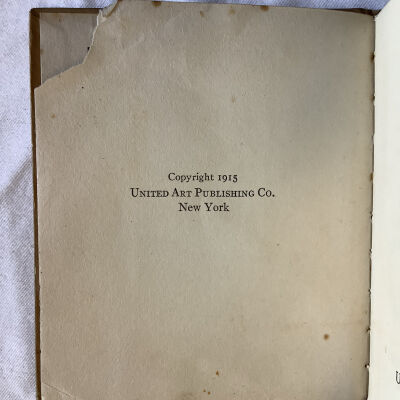 Copyright 1915
United Art Publishing Co.
New York